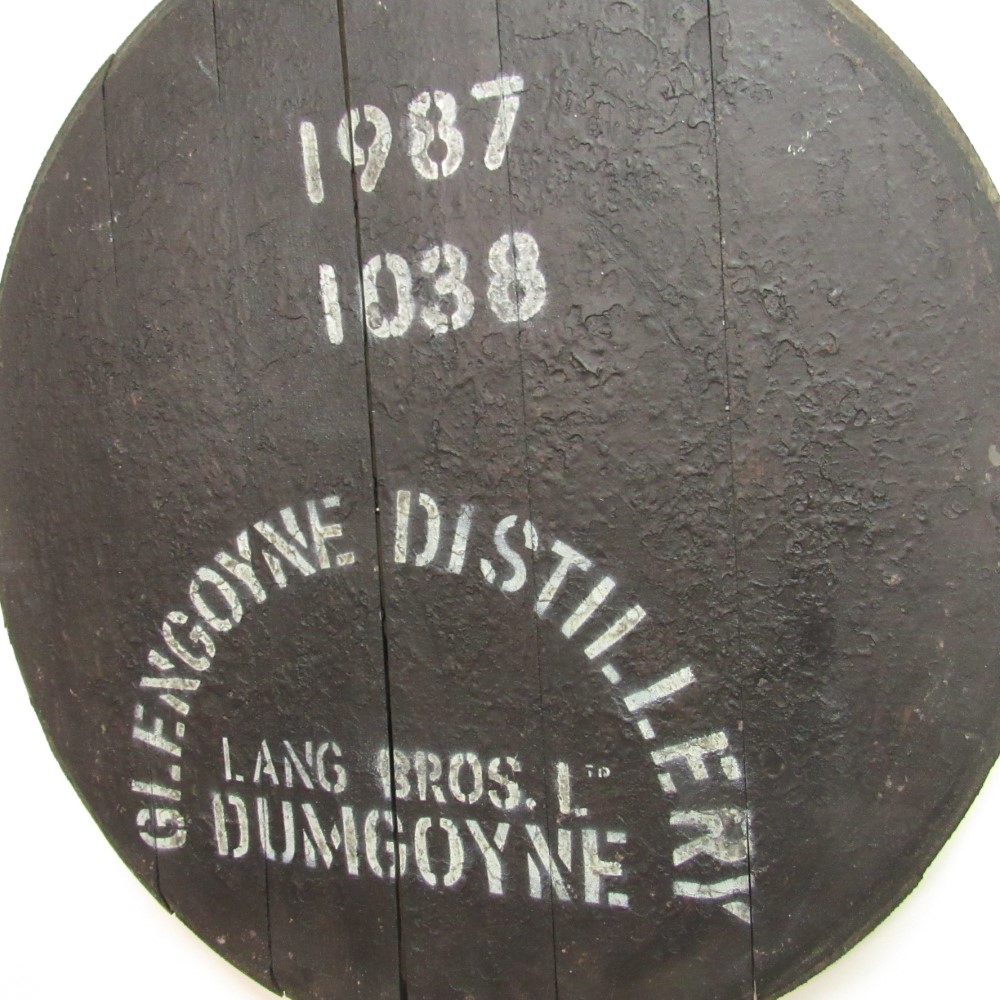 1987
1038
GLENGOYNE DISTILLERY
LANG BROS. LTD
DUMGOYNE